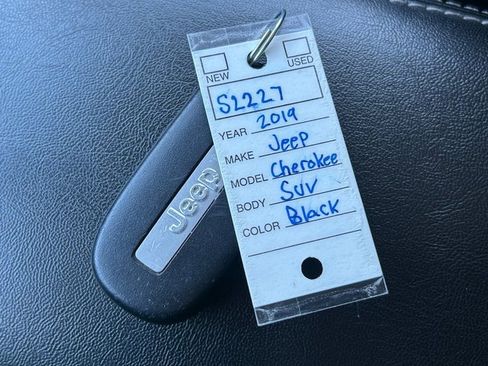 NEW USED
S2227
YEAR 2019
MAKE Jeep
MODEL Cherokee
BODY SUV
COLOR Black
Jeep